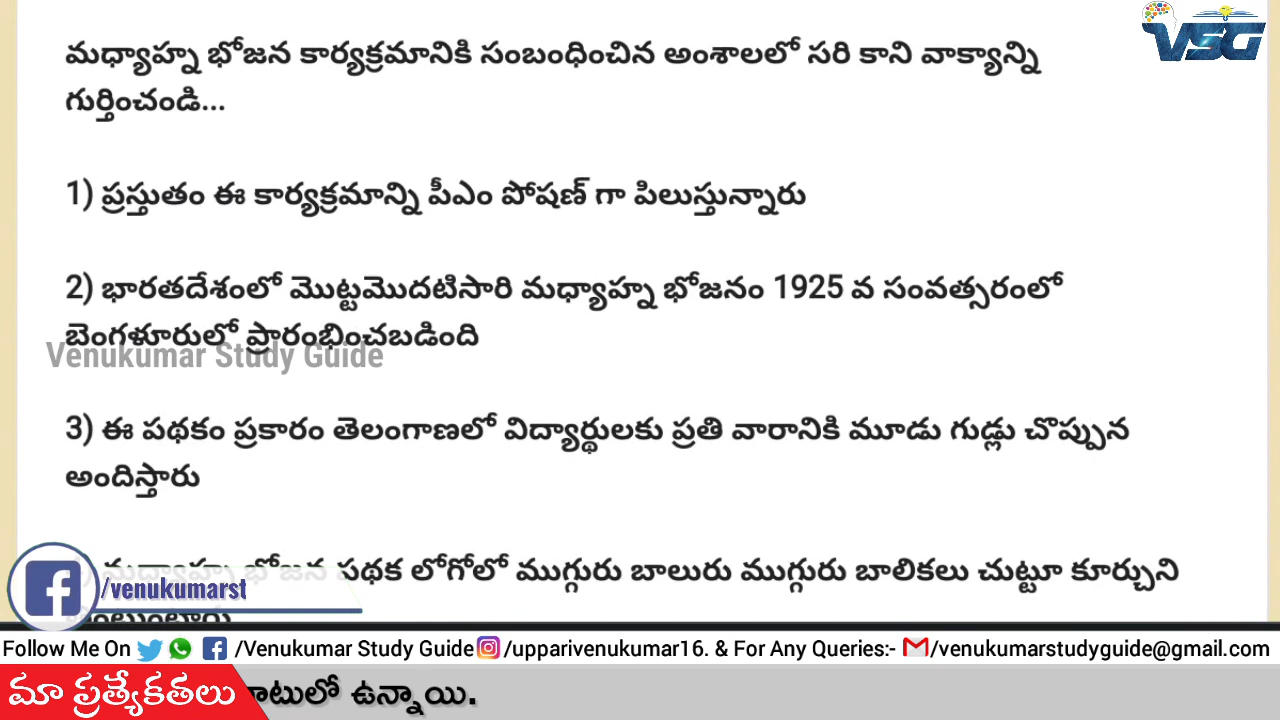 VSG
మధ్యాహ్న భోజన కార్యక్రమానికి సంబంధించిన అంశాలలో సరి కాని వాక్యాన్ని
గుర్తించండి...
1) ప్రస్తుతం ఈ కార్యక్రమాన్ని పీఎం పోషణ్ గా పిలుస్తున్నారు
2) భారతదేశంలో మొట్టమొదటిసారి మధ్యాహ్న భోజనం 1925 వ సంవత్సరంలో
బెంగళూరులో ప్రారంభించబడింది
Venukumar Study Guide
3) ఈ పథకం ప్రకారం తెలంగాణలో విద్యార్థులకు ప్రతి వారానికి మూడు గుడ్లు చొప్పున
అందిస్తారు
భోజన పథక లోగోలో ముగ్గురు బాలురు ముగ్గురు బాలికలు చుట్టూ కూర్చుని
/venukumarst
Follow Me On /Venukumar Study Guide /upparivenukumar16. & For Any Queries:- /venukumarstudyguide@gmail.com
మా ప్రత్యేకతలు ఉన్నాయి.